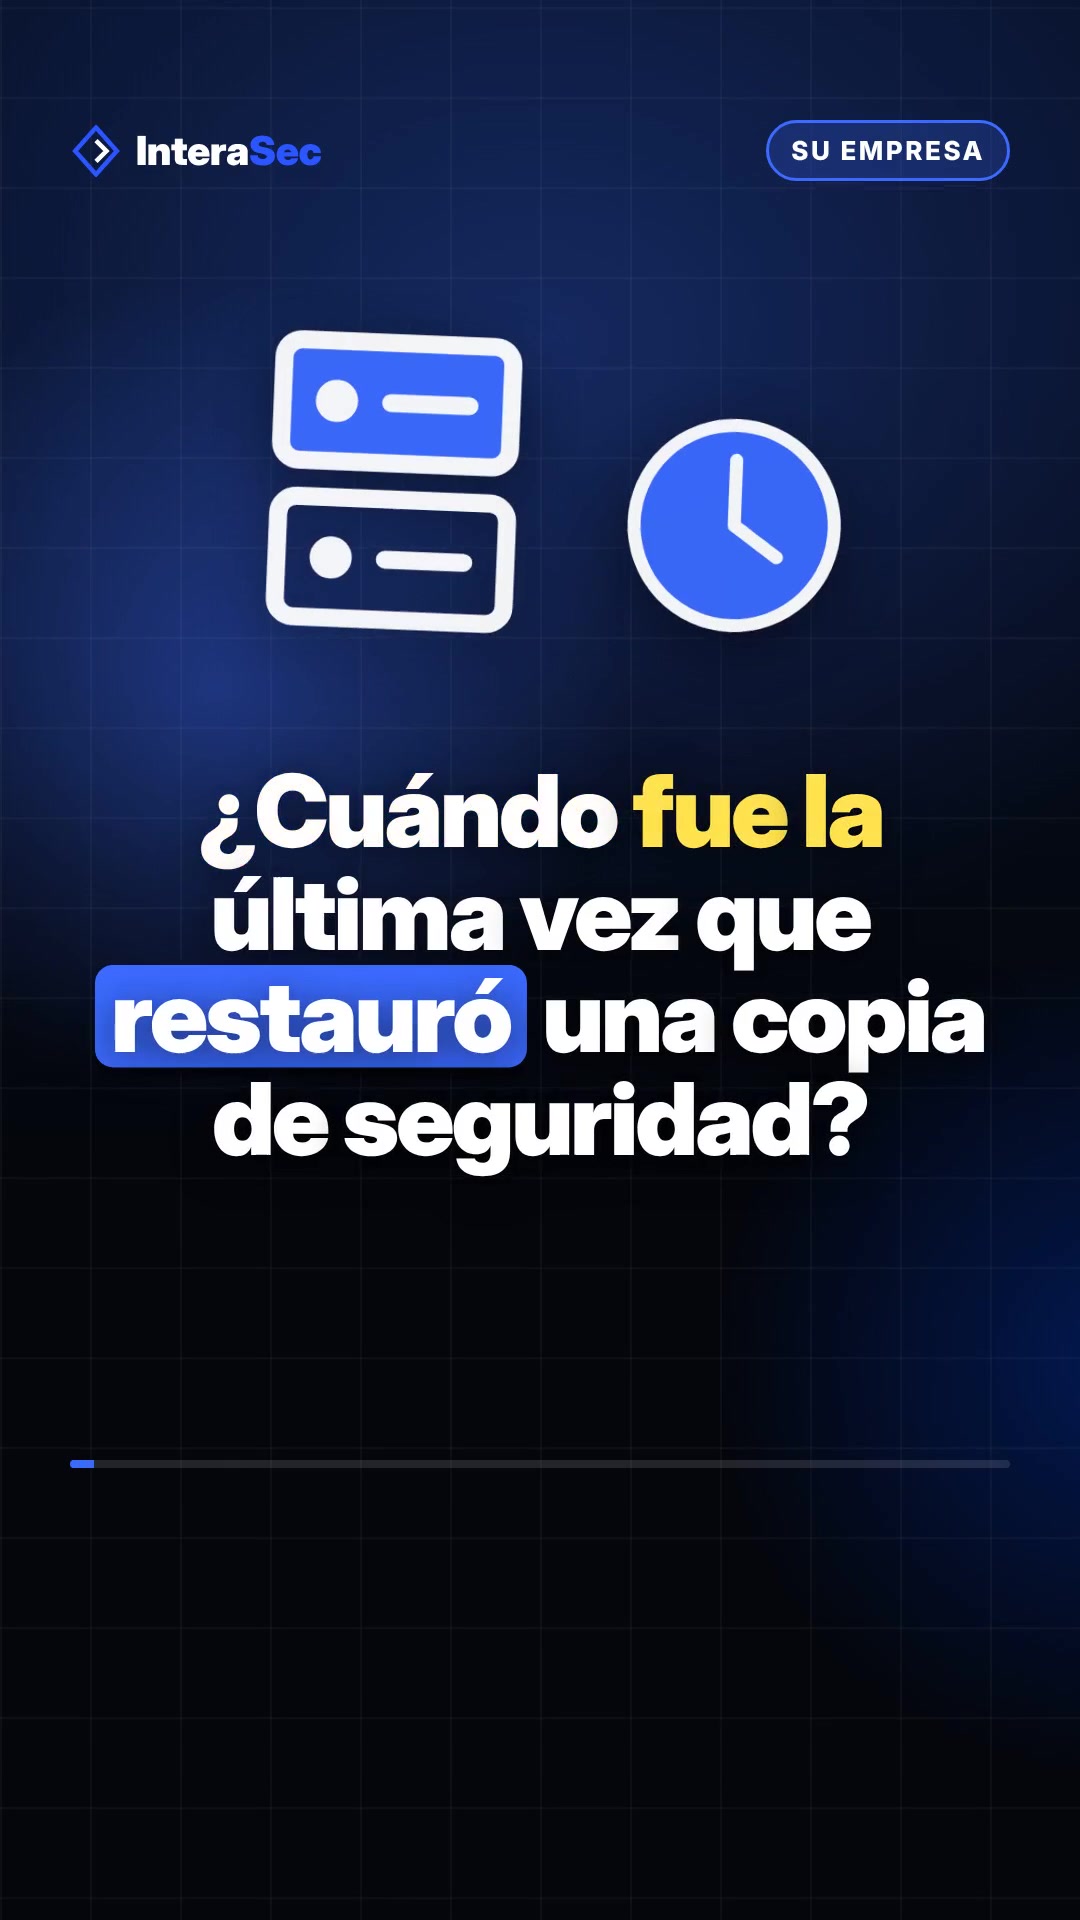 InteraSec
SU EMPRESA
¿Cuándo fue la
última vez que
restauró una copia
de seguridad?